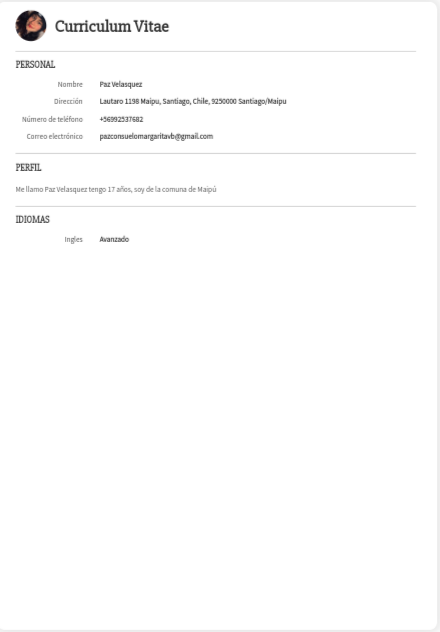 Curriculum Vitae
PERSONAL
Nombre Paz Velasquez
Dirección Lautaro 1198 Maipu, Santiago, Chile, 9250000 Santiago/Maipu
Número de teléfono +56992537682
Correo electrónico pazconsuelomargaritavb@gmail.com
PERFIL
Me llamo Paz Velasquez tengo 17 años, soy de la comuna de Maipú
IDIOMAS
Ingles Avanzado